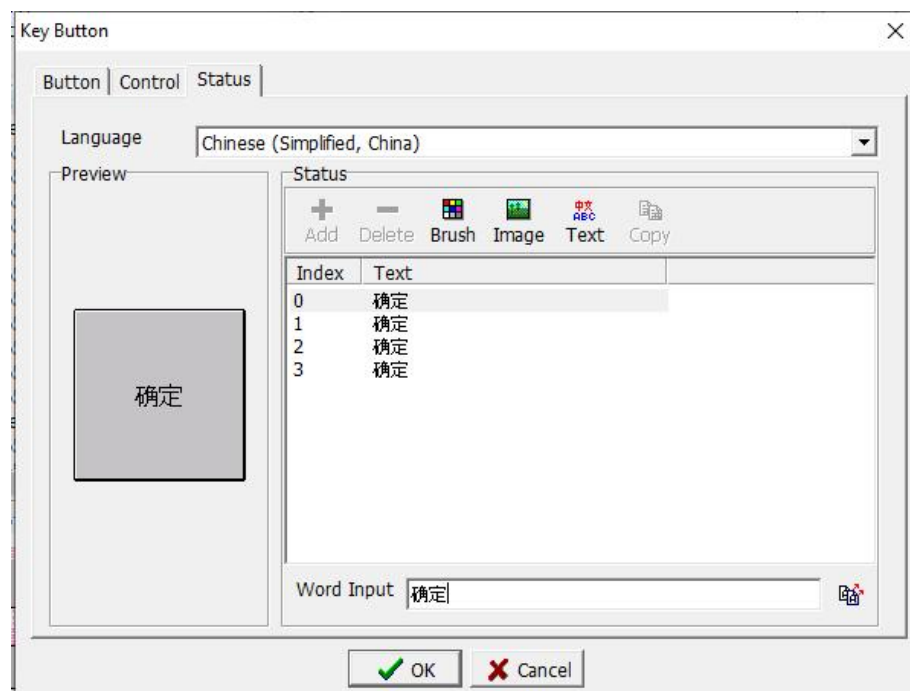 Key Button
Button Control Status
Language Chinese (Simplified, China)
Preview
确定
Status
Add Delete Brush Image 中文 ABC Text Copy
Index Text
0 确定
1 确定
2 确定
3 确定
Word Input 确定
OK Cancel